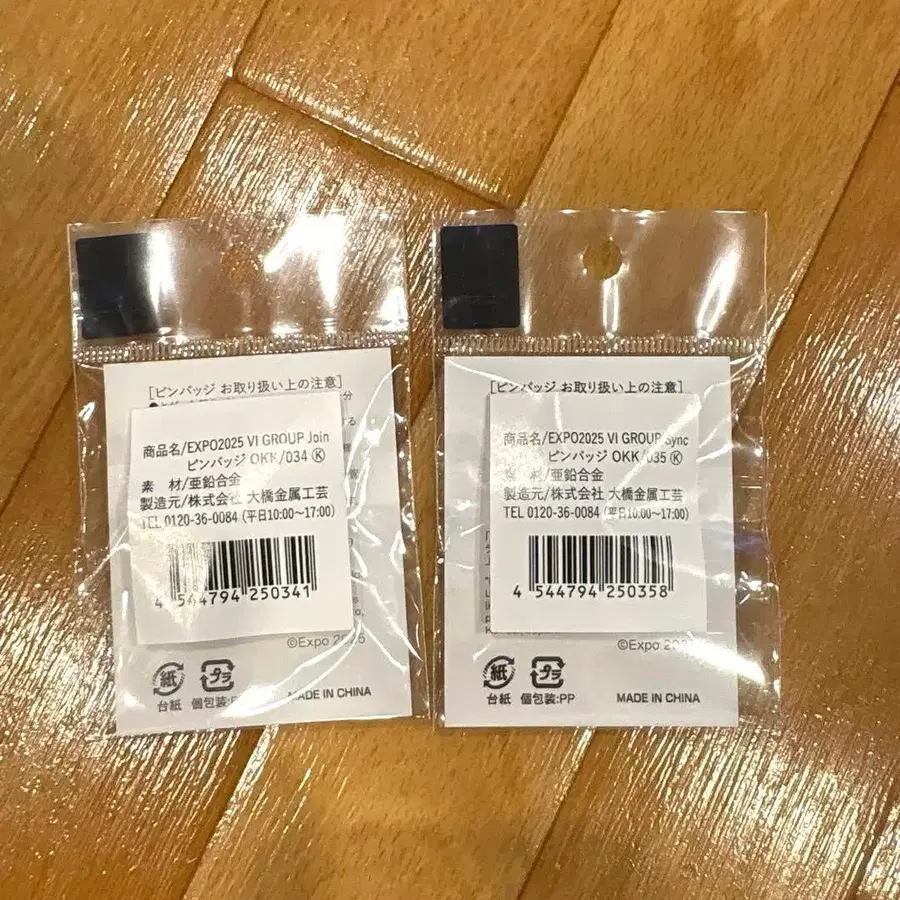 [ピンバッジ お取り扱い上の注意]
商品名/EXPO2025 VI GROUP Join
ピンバッジ OKK/034 Ⓚ
素 材/亜鉛合金
製造元/株式会社 大橋金属工芸
TEL 0120-36-0084 (平日10:00~17:00)
4 544794 250341
©Expo 2025
紙
台紙
プラ
個包装:P
MADE IN CHINA
[ピンバッジ お取り扱い上の注意]
商品名/EXPO2025 VI GROUP Sync
ピンバッジ OKK/035 Ⓚ
素 材/亜鉛合金
製造元/株式会社 大橋金属工芸
TEL 0120-36-0084 (平日10:00~17:00)
4 544794 250358
©Expo 202
紙
台紙
プラ
個包装:PP
MADE IN CHINA